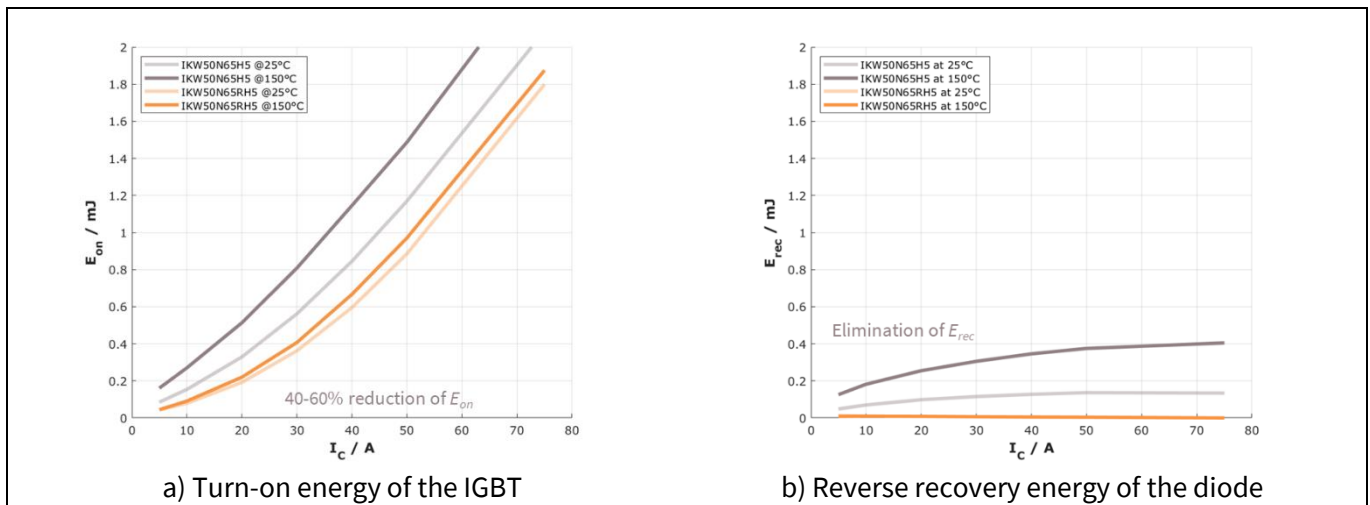 2
1.8
1.6
1.4
1.2
1
0.8
0.6
0.4
0.2
0
E_on / mJ
IKW50N65H5 @25°C
IKW50N65H5 @150°C
IKW50N65RH5 @25°C
IKW50N65RH5 @150°C
40-60% reduction of E_on
0 10 20 30 40 50 60 70 80
I_C / A
a) Turn-on energy of the IGBT
2
1.8
1.6
1.4
1.2
1
0.8
0.6
0.4
0.2
0
E_rec / mJ
IKW50N65H5 at 25°C
IKW50N65H5 at 150°C
IKW50N65RH5 at 25°C
IKW50N65RH5 at 150°C
Elimination of E_rec
0 10 20 30 40 50 60 70 80
I_C / A
b) Reverse recovery energy of the diode